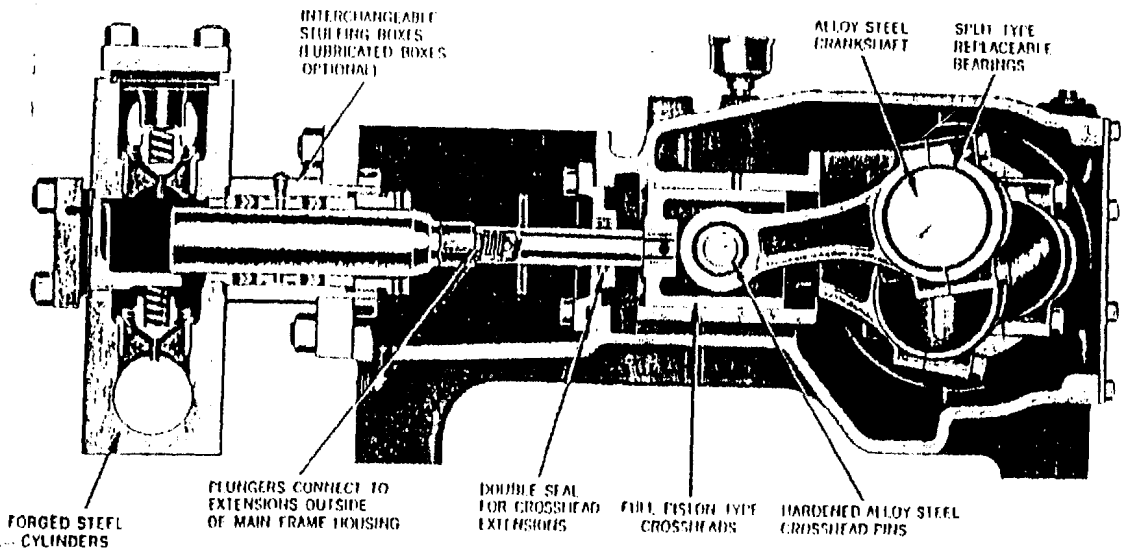 INTERCHANGEABLE
STUFFING BOXES
(LUBRICATED BOXES
OPTIONAL)
ALLOY STEEL
CRANKSHAFT
SPLIT TYPE
REPLACEABLE
BEARINGS
FORGED STEEL
CYLINDERS
PLUNGERS CONNECT TO
EXTENSIONS OUTSIDE
OF MAIN FRAME HOUSING
DOUBLE SEAL
FOR CROSSHEAD
EXTENSIONS
FULL PISTON TYPE
CROSSHEADS
HARDENED ALLOY STEEL
CROSSHEAD PINS